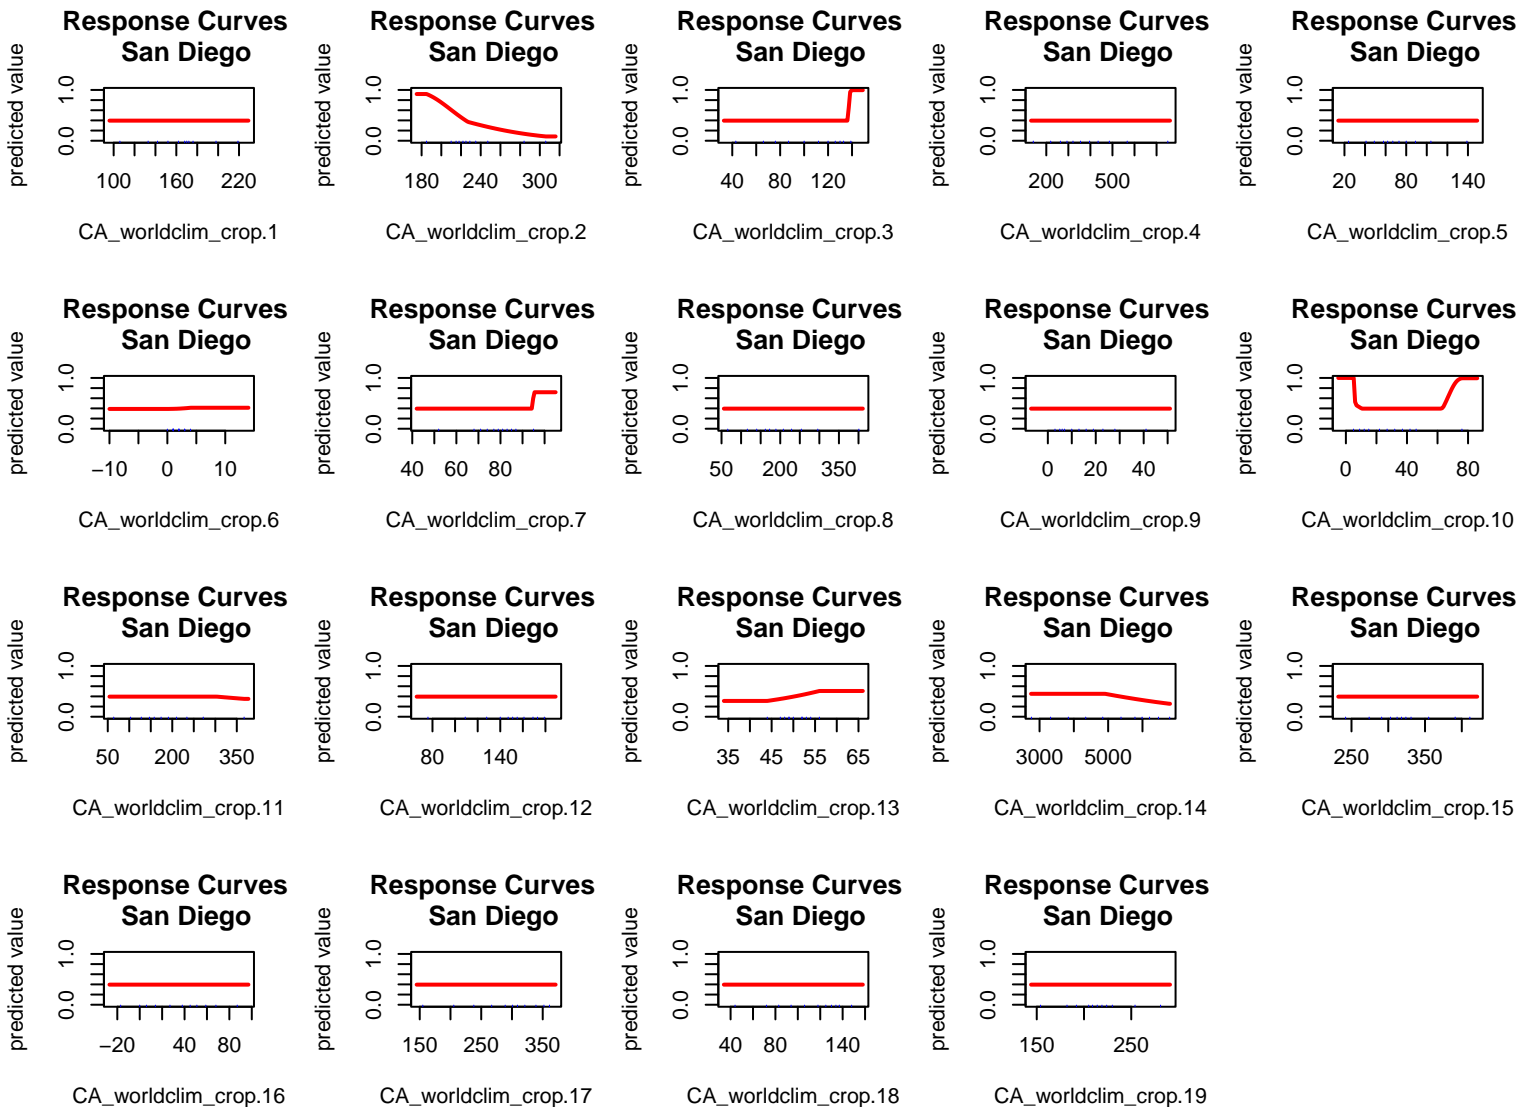 Response Curves
San Diego
predicted value
0.0 1.0
100 160 220
CA_worldclim_crop.1
Response Curves
San Diego
predicted value
0.0 1.0
180 240 300
CA_worldclim_crop.2
Response Curves
San Diego
predicted value
0.0 1.0
40 80 120
CA_worldclim_crop.3
Response Curves
San Diego
predicted value
0.0 1.0
200 500
CA_worldclim_crop.4
Response Curves
San Diego
predicted value
0.0 1.0
20 80 140
CA_worldclim_crop.5
Response Curves
San Diego
predicted value
0.0 1.0
−10 0 10
CA_worldclim_crop.6
Response Curves
San Diego
predicted value
0.0 1.0
40 60 80
CA_worldclim_crop.7
Response Curves
San Diego
predicted value
0.0 1.0
50 200 350
CA_worldclim_crop.8
Response Curves
San Diego
predicted value
0.0 1.0
0 20 40
CA_worldclim_crop.9
Response Curves
San Diego
predicted value
0.0 1.0
0 40 80
CA_worldclim_crop.10
Response Curves
San Diego
predicted value
0.0 1.0
50 200 350
CA_worldclim_crop.11
Response Curves
San Diego
predicted value
0.0 1.0
80 140
CA_worldclim_crop.12
Response Curves
San Diego
predicted value
0.0 1.0
35 45 55 65
CA_worldclim_crop.13
Response Curves
San Diego
predicted value
0.0 1.0
3000 5000
CA_worldclim_crop.14
Response Curves
San Diego
predicted value
0.0 1.0
250 350
CA_worldclim_crop.15
Response Curves
San Diego
predicted value
0.0 1.0
−20 40 80
CA_worldclim_crop.16
Response Curves
San Diego
predicted value
0.0 1.0
150 250 350
CA_worldclim_crop.17
Response Curves
San Diego
predicted value
0.0 1.0
40 80 140
CA_worldclim_crop.18
Response Curves
San Diego
predicted value
0.0 1.0
150 250
CA_worldclim_crop.19